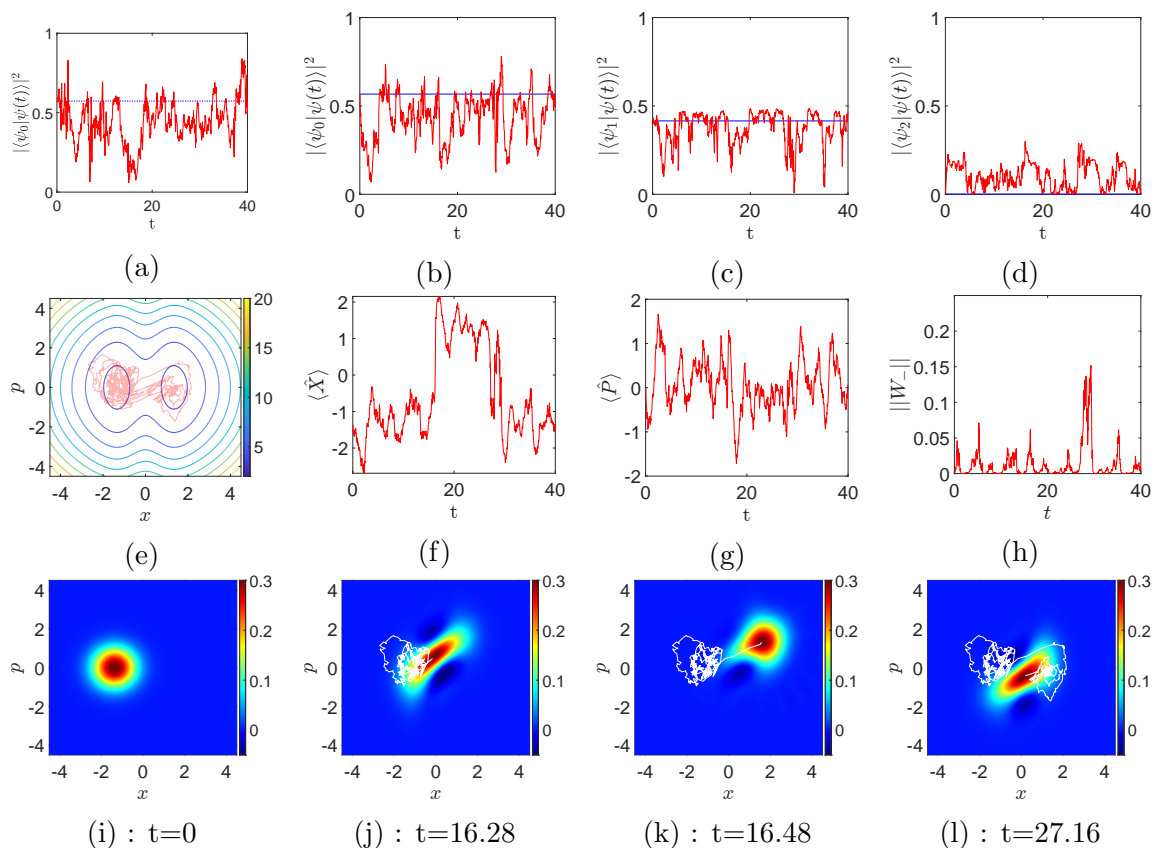 1
0.5
0
0 20 40
t
|⟨ψ₀|ψ(t)⟩|²
(a)
1
0.5
0
0 20 40
t
|⟨ψ₀|ψ(t)⟩|²
(b)
1
0.5
0
0 20 40
t
|⟨ψ₁|ψ(t)⟩|²
(c)
1
0.5
0
0 20 40
t
|⟨ψ₂|ψ(t)⟩|²
(d)
4
2
0
-2
-4
p
-4 -2 0 2 4
x
20
15
10
5
(e)
2
1
0
-1
-2
⟨X̂⟩
0 20 40
t
(f)
2
1
0
-1
-2
⟨P̂⟩
0 20 40
t
(g)
0.2
0.15
0.1
0.05
0
||W₋||
0 20 40
t
(h)
4
2
0
-2
-4
p
-4 -2 0 2 4
x
0.3
0.2
0.1
0
(i) : t=0
4
2
0
-2
-4
p
-4 -2 0 2 4
x
0.3
0.2
0.1
0
(j) : t=16.28
4
2
0
-2
-4
p
-4 -2 0 2 4
x
0.3
0.2
0.1
0
(k) : t=16.48
4
2
0
-2
-4
p
-4 -2 0 2 4
x
0.3
0.2
0.1
0
(l) : t=27.16